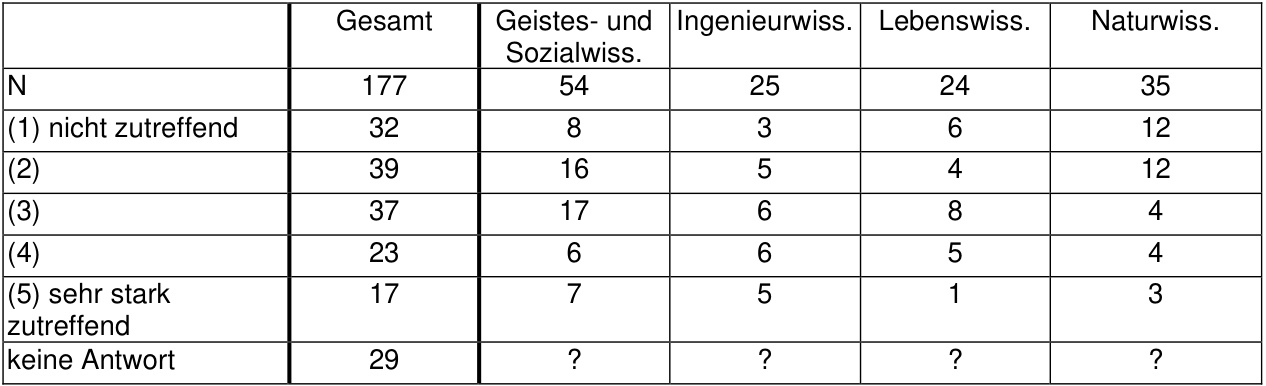 Gesamt Geistes- und Ingenieurwiss. Lebenswiss. Naturwiss.
Sozialwiss.
N 177 54 25 24 35
(1) nicht zutreffend 32 8 3 6 12
(2) 39 16 5 4 12
(3) 37 17 6 8 4
(4) 23 6 6 5 4
(5) sehr stark 17 7 5 1 3
zutreffend
keine Antwort 29 ? ? ? ?